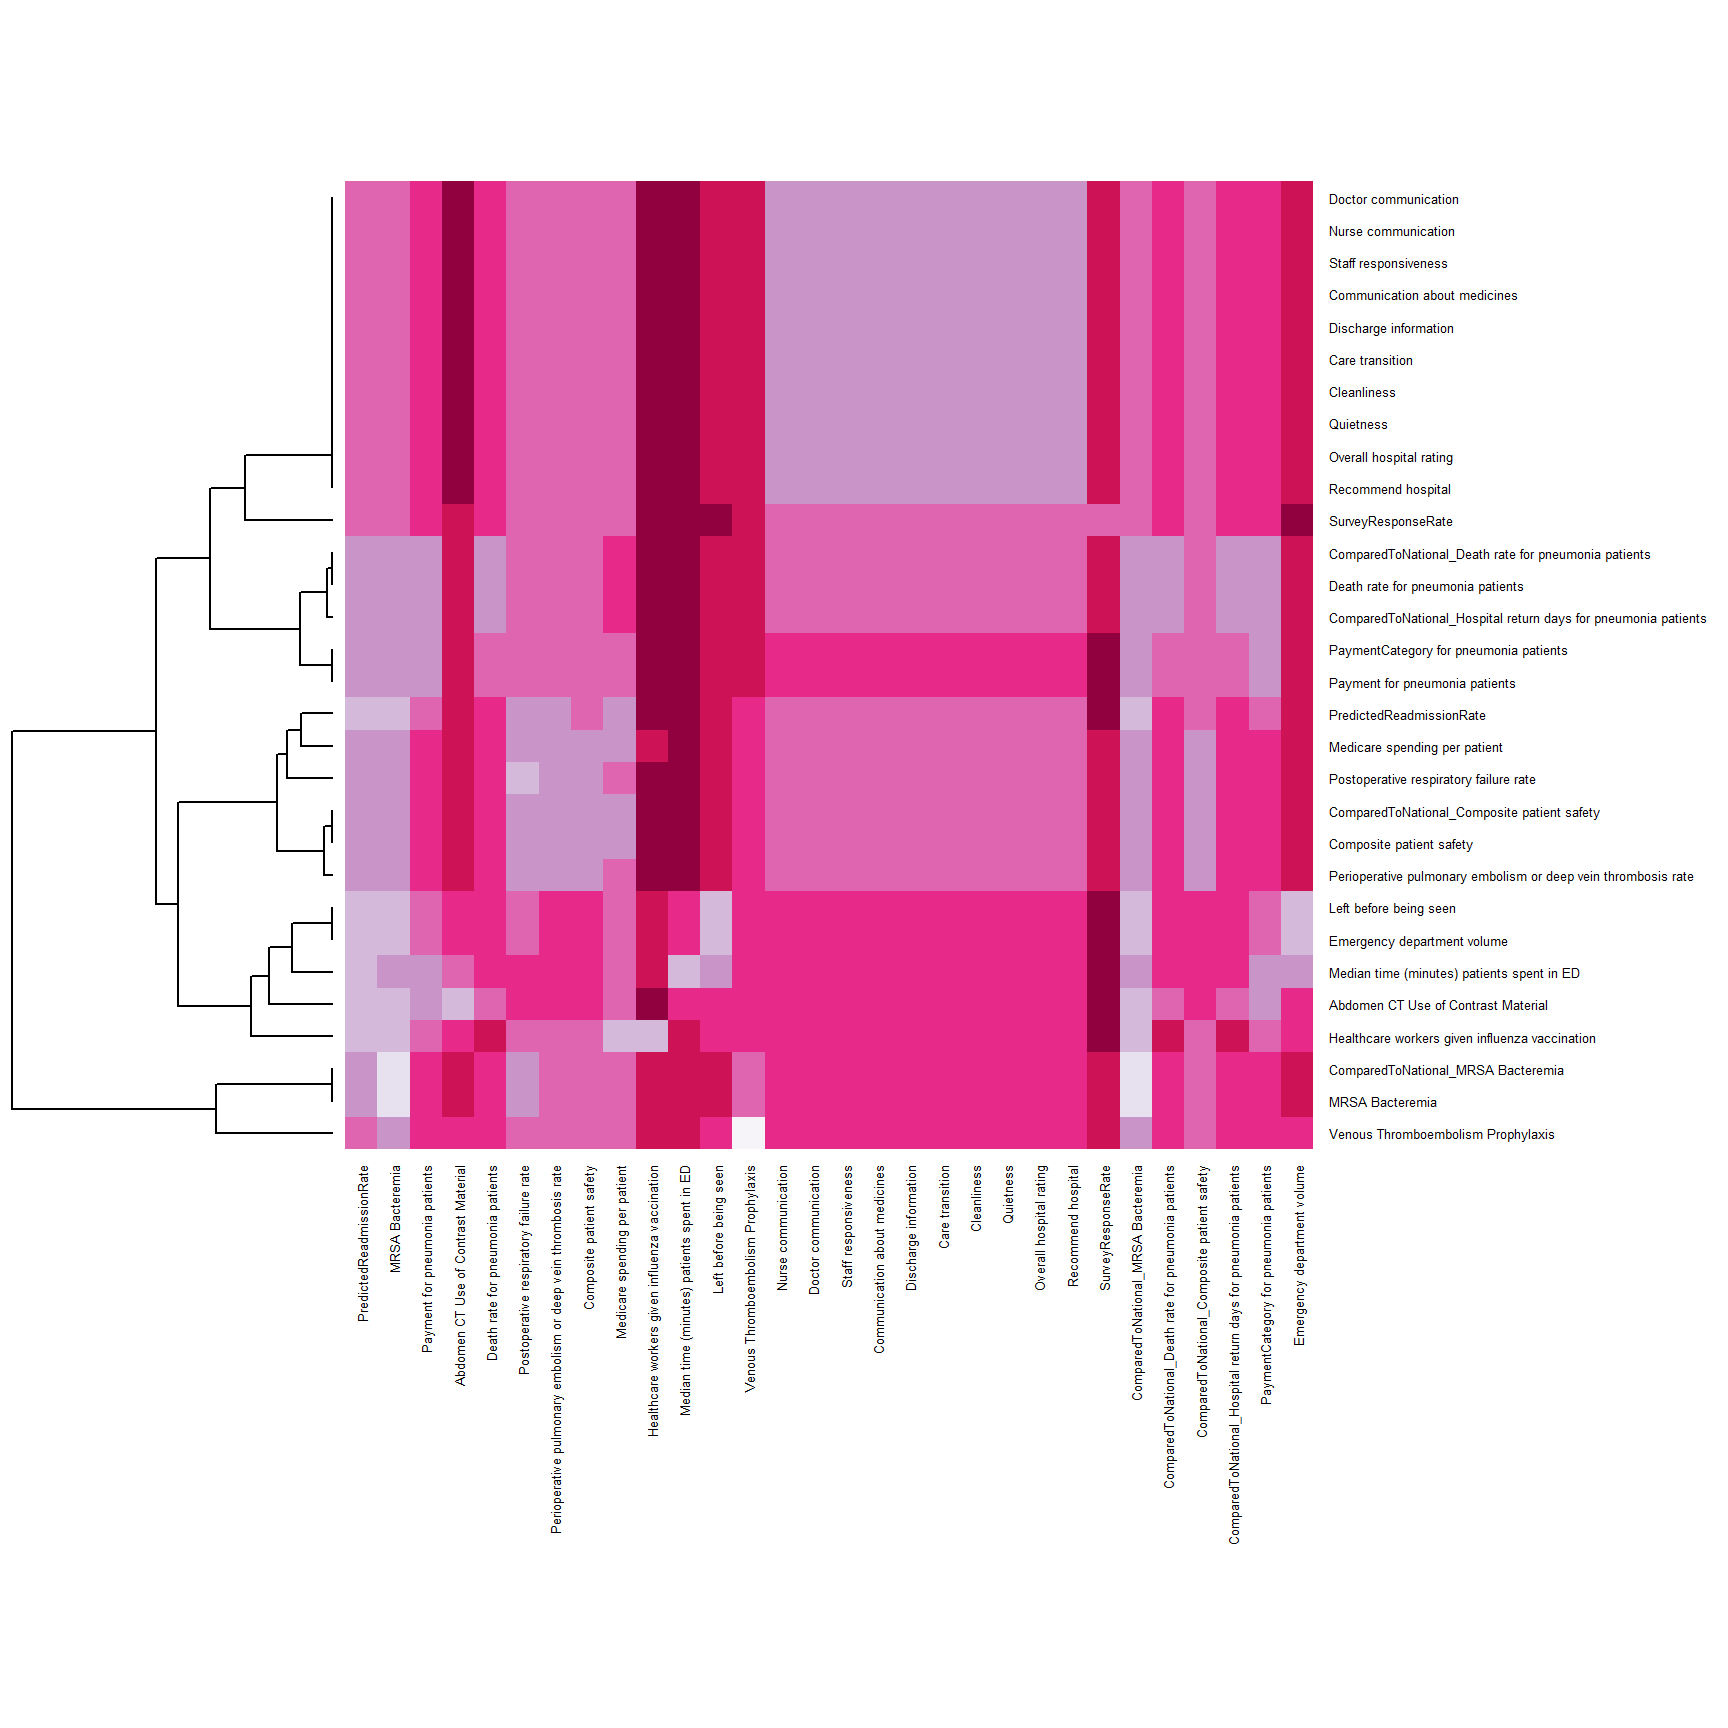 Doctor communication
Nurse communication
Staff responsiveness
Communication about medicines
Discharge information
Care transition
Cleanliness
Quietness
Overall hospital rating
Recommend hospital
SurveyResponseRate
ComparedToNational_Death rate for pneumonia patients
Death rate for pneumonia patients
ComparedToNational_Hospital return days for pneumonia patients
PaymentCategory for pneumonia patients
Payment for pneumonia patients
PredictedReadmissionRate
Medicare spending per patient
Postoperative respiratory failure rate
ComparedToNational_Composite patient safety
Composite patient safety
Perioperative pulmonary embolism or deep vein thrombosis rate
Left before being seen
Emergency department volume
Median time (minutes) patients spent in ED
Abdomen CT Use of Contrast Material
Healthcare workers given influenza vaccination
ComparedToNational_MRSA Bacteremia
MRSA Bacteremia
Venous Thromboembolism Prophylaxis
PredictedReadmissionRate
MRSA Bacteremia
Payment for pneumonia patients
Abdomen CT Use of Contrast Material
Death rate for pneumonia patients
Postoperative respiratory failure rate
Perioperative pulmonary embolism or deep vein thrombosis rate
Composite patient safety
Medicare spending per patient
Healthcare workers given influenza vaccination
Median time (minutes) patients spent in ED
Left before being seen
Venous Thromboembolism Prophylaxis
Nurse communication
Doctor communication
Staff responsiveness
Communication about medicines
Discharge information
Care transition
Cleanliness
Quietness
Overall hospital rating
Recommend hospital
SurveyResponseRate
ComparedToNational_MRSA Bacteremia
ComparedToNational_Death rate for pneumonia patients
ComparedToNational_Composite patient safety
ComparedToNational_Hospital return days for pneumonia patients
PaymentCategory for pneumonia patients
Emergency department volume